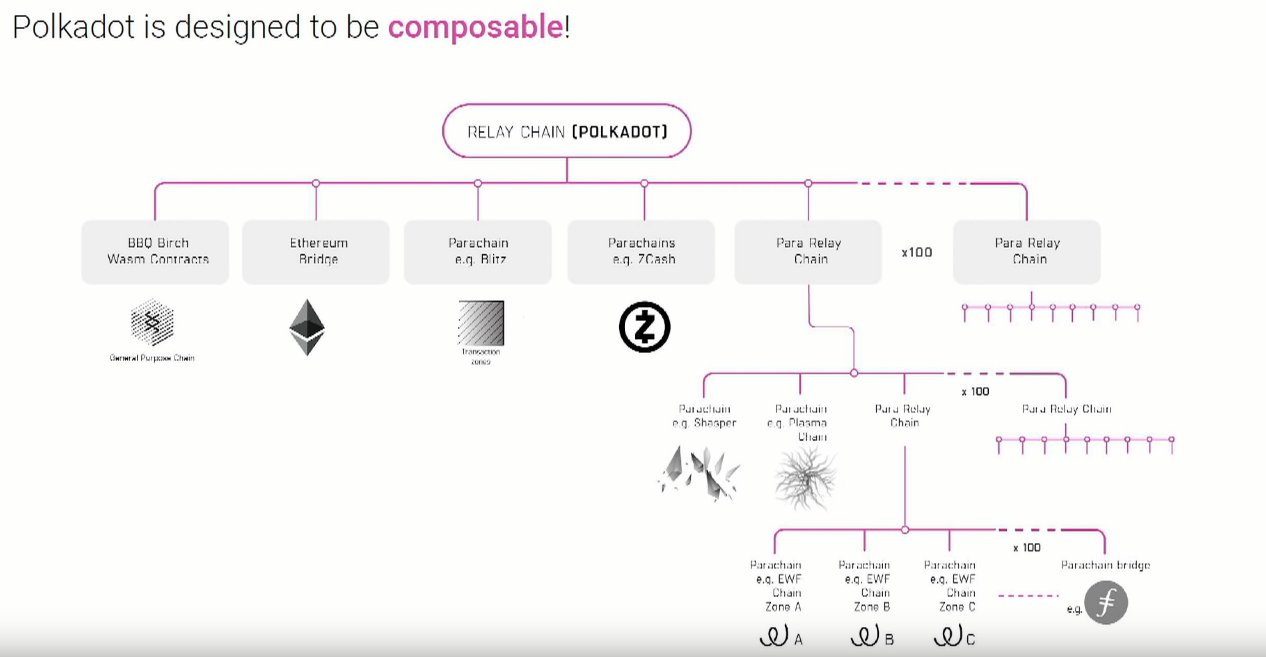 Polkadot is designed to be composable!
RELAY CHAIN (POLKADOT)
BBQ Birch
Wasm Contracts
Ethereum
Bridge
Parachain
e.g. Blitz
Parachains
e.g. ZCash
Para Relay
Chain
x100
Para Relay
Chain
General Purpose Chain
Transaction
zones
x 100
Parachain
e.g. Shasper
Parachain
e.g. Plasma
Chain
Para Relay
Chain
Para Relay Chain
x 100
Parachain
e.g. EWF
Chain
Zone A
Parachain
e.g. EWF
Chain
Zone B
Parachain
e.g. EWF
Chain
Zone C
Parachain bridge
e.g.
A
B
C